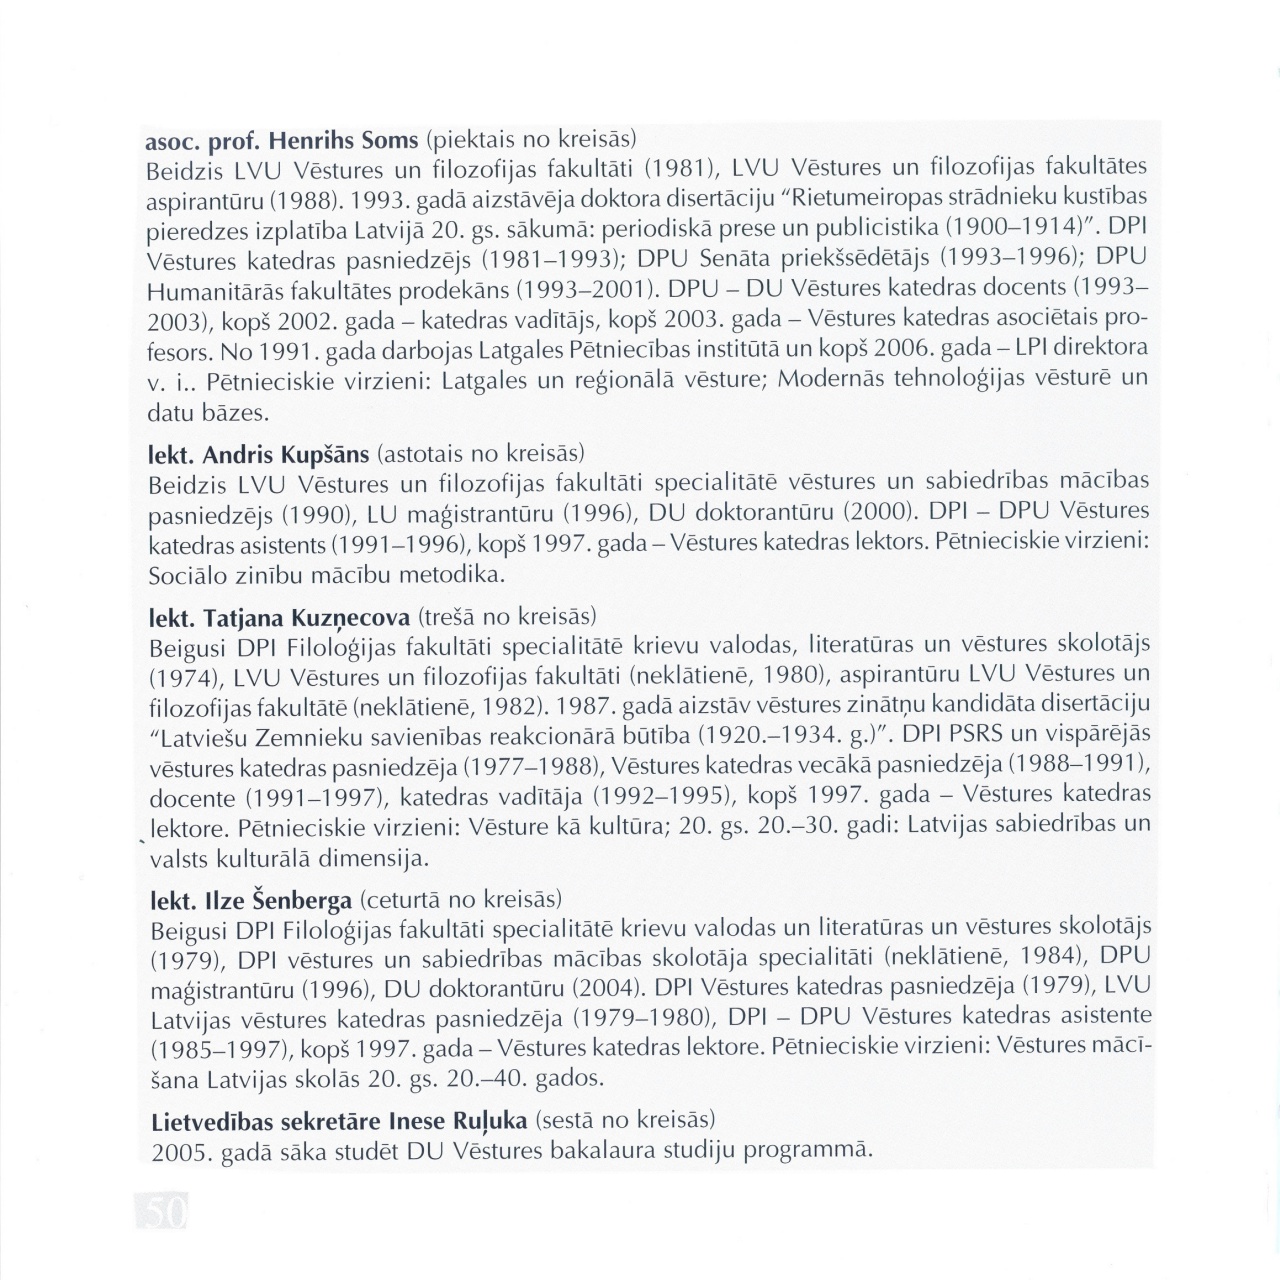 asoc. prof. Henrihs Soms (piektais no kreisās)
Beidzis LVU Vēstures un filozofijas fakultāti (1981), LVU Vēstures un filozofijas fakultātes
aspirantūru (1988). 1993. gadā aizstāvēja doktora disertāciju “Rietumeiropas strādnieku kustības
pieredzes izplatība Latvijā 20. gs. sākumā: periodiskā prese un publicistika (1900–1914)”. DPI
Vēstures katedras pasniedzējs (1981–1993); DPU Senāta priekšsēdētājs (1993–1996); DPU
Humanitārās fakultātes prodekāns (1993–2001). DPU – DU Vēstures katedras docents (1993–
2003), kopš 2002. gada – katedras vadītājs, kopš 2003. gada – Vēstures katedras asociētais pro-
fesors. No 1991. gada darbojas Latgales Pētniecības institūtā un kopš 2006. gada – LPI direktora
v. i.. Pētnieciskie virzieni: Latgales un reģionālā vēsture; Modernās tehnoloģijas vēsturē un
datu bāzes.
lekt. Andris Kupšāns (astotais no kreisās)
Beidzis LVU Vēstures un filozofijas fakultāti specialitātē vēstures un sabiedrības mācības
pasniedzējs (1990), LU maģistrantūru (1996), DU doktorantūru (2000). DPI – DPU Vēstures
katedras asistents (1991–1996), kopš 1997. gada – Vēstures katedras lektors. Pētnieciskie virzieni:
Sociālo zinību mācību metodika.
lekt. Tatjana Kuzņecova (trešā no kreisās)
Beigusi DPI Filoloģijas fakultāti specialitātē krievu valodas, literatūras un vēstures skolotājs
(1974), LVU Vēstures un filozofijas fakultāti (neklātienē, 1980), aspirantūru LVU Vēstures un
filozofijas fakultātē (neklātienē, 1982). 1987. gadā aizstāv vēstures zinātņu kandidāta disertāciju
“Latviešu Zemnieku savienības reakcionārā būtība (1920.–1934. g.)”. DPI PSRS un vispārējās
vēstures katedras pasniedzēja (1977–1988), Vēstures katedras vecākā pasniedzēja (1988–1991),
docente (1991–1997), katedras vadītāja (1992–1995), kopš 1997. gada – Vēstures katedras
lektore. Pētnieciskie virzieni: Vēsture kā kultūra; 20. gs. 20.–30. gadi: Latvijas sabiedrības un
valsts kulturālā dimensija.
lekt. Ilze Šenberga (ceturtā no kreisās)
Beigusi DPI Filoloģijas fakultāti specialitātē krievu valodas un literatūras un vēstures skolotājs
(1979), DPI vēstures un sabiedrības mācības skolotāja specialitāti (neklātienē, 1984), DPU
maģistrantūru (1996), DU doktorantūru (2004). DPI Vēstures katedras pasniedzēja (1979), LVU
Latvijas vēstures katedras pasniedzēja (1979–1980), DPI – DPU Vēstures katedras asistente
(1985–1997), kopš 1997. gada – Vēstures katedras lektore. Pētnieciskie virzieni: Vēstures mācī-
šana Latvijas skolās 20. gs. 20.–40. gados.
Lietvedības sekretāre Inese Ruļuka (sestā no kreisās)
2005. gadā sāka studēt DU Vēstures bakalaura studiju programmā.
50